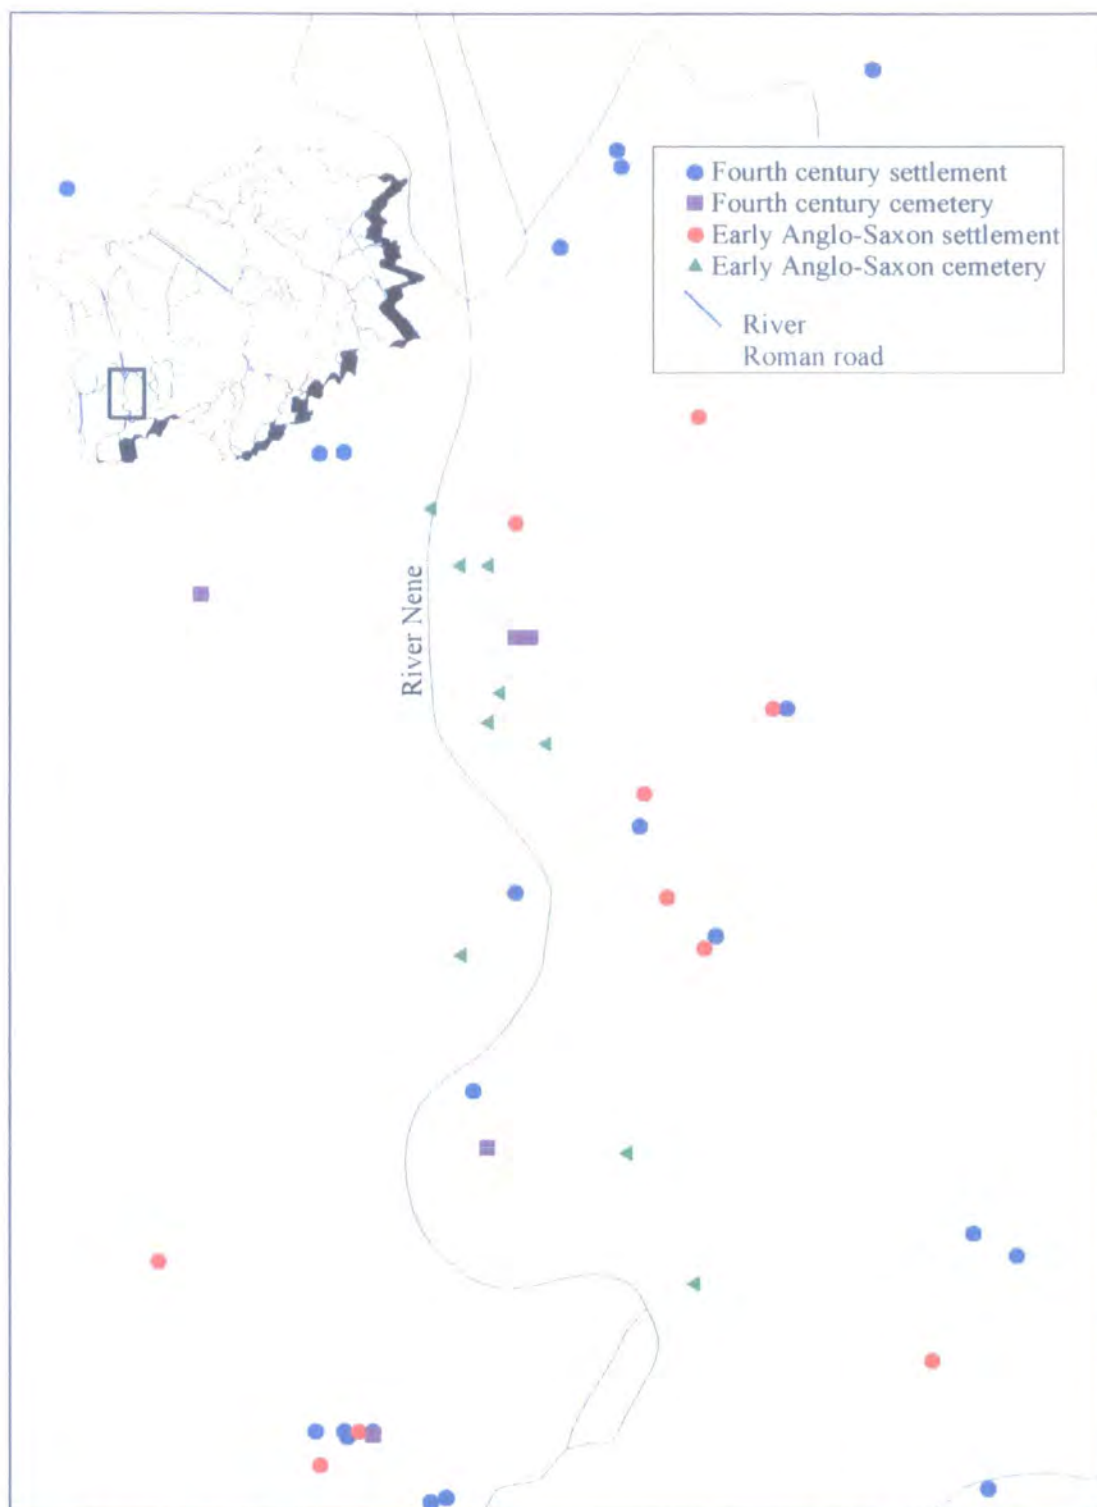 Fourth century settlement
Fourth century cemetery
Early Anglo-Saxon settlement
Early Anglo-Saxon cemetery
River
Roman road
River Nene